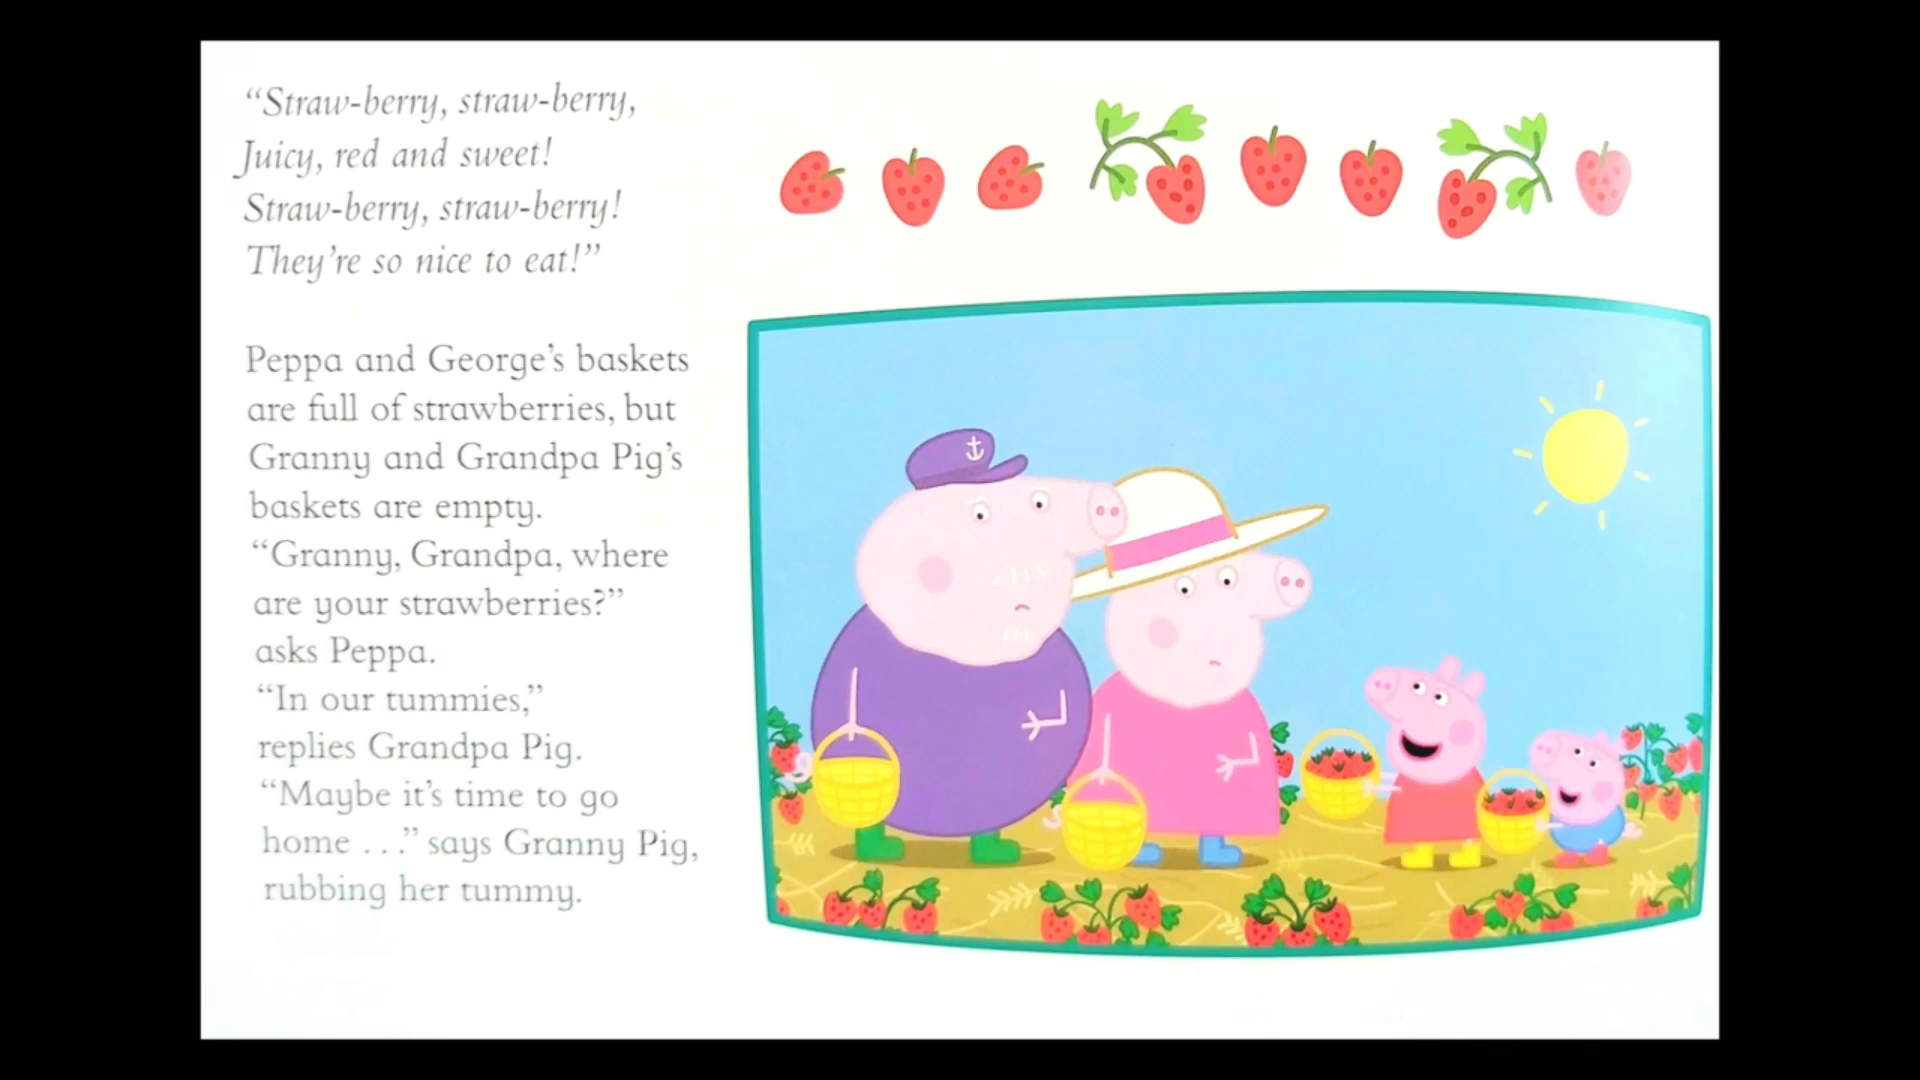 “Straw-berry, straw-berry,
Juicy, red and sweet!
Straw-berry, straw-berry!
They’re so nice to eat!”
Peppa and George’s baskets
are full of strawberries, but
Granny and Grandpa Pig’s
baskets are empty.
“Granny, Grandpa, where
are your strawberries?”
asks Peppa.
“In our tummies,”
replies Grandpa Pig.
“Maybe it’s time to go
home . . .” says Granny Pig,
rubbing her tummy.